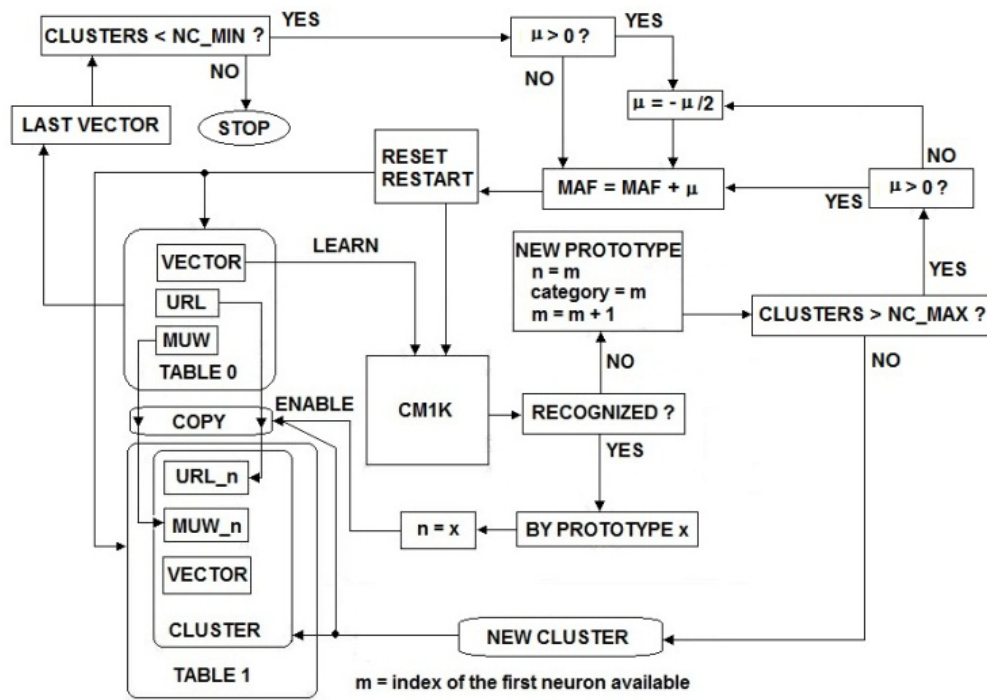 CLUSTERS < NC_MIN ?
YES
μ > 0 ?
YES
NO
NO
μ = - μ /2
LAST VECTOR
STOP
RESET
RESTART
MAF = MAF + μ
NO
μ > 0 ?
YES
LEARN
VECTOR
URL
MUW
TABLE 0
NEW PROTOTYPE
n = m
category = m
m = m + 1
YES
CLUSTERS > NC_MAX ?
NO
NO
COPY
ENABLE
CM1K
RECOGNIZED ?
YES
URL_n
MUW_n
VECTOR
CLUSTER
TABLE 1
n = x
BY PROTOTYPE x
NEW CLUSTER
m = index of the first neuron available